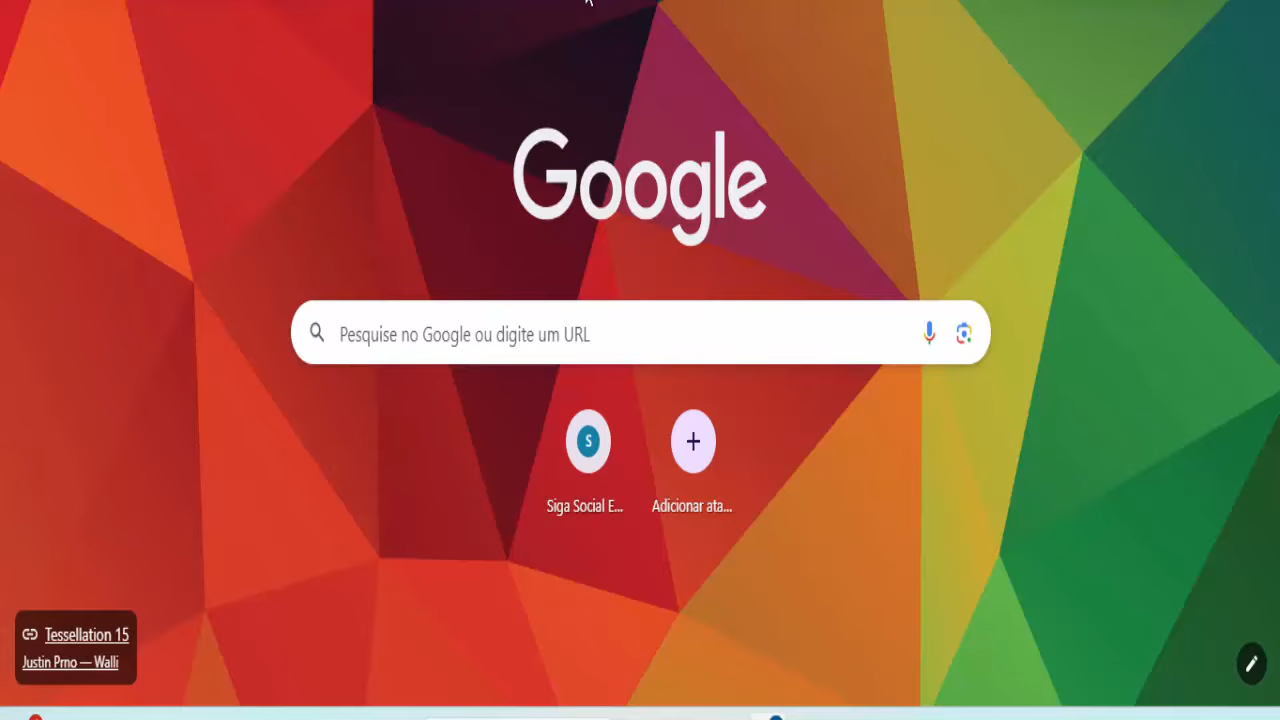 Google
Pesquise no Google ou digite um URL
S
Siga Social E...
Adicionar ata...
Tessellation 15
Justin Prno — Walli